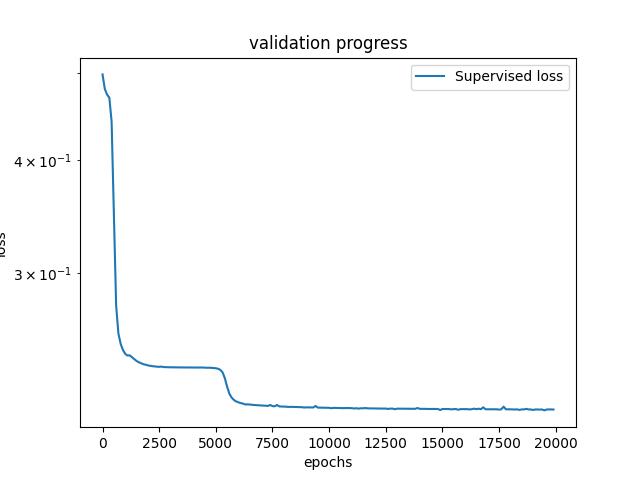 validation progress
Supervised loss
4 × 10⁻¹
3 × 10⁻¹
loss
0 2500 5000 7500 10000 12500 15000 17500 20000
epochs